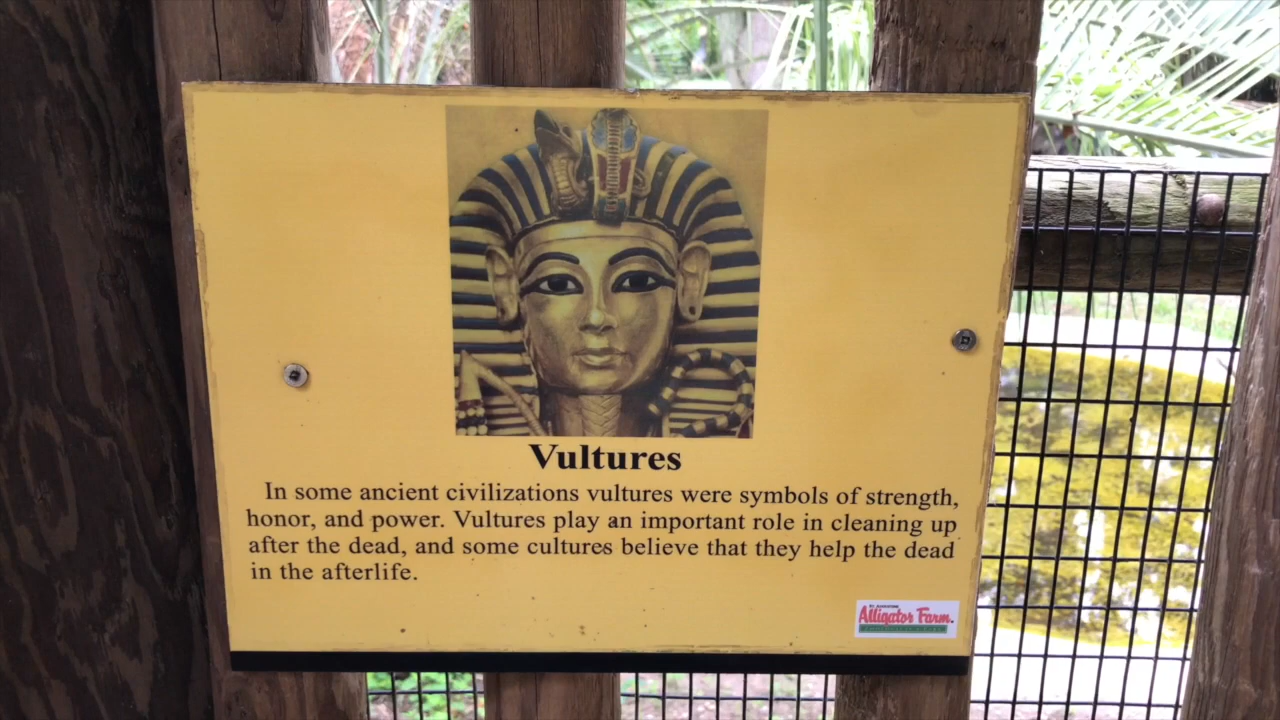 Vultures
In some ancient civilizations vultures were symbols of strength,
honor, and power. Vultures play an important role in cleaning up
after the dead, and some cultures believe that they help the dead
in the afterlife.
St. Augustine
Alligator Farm.